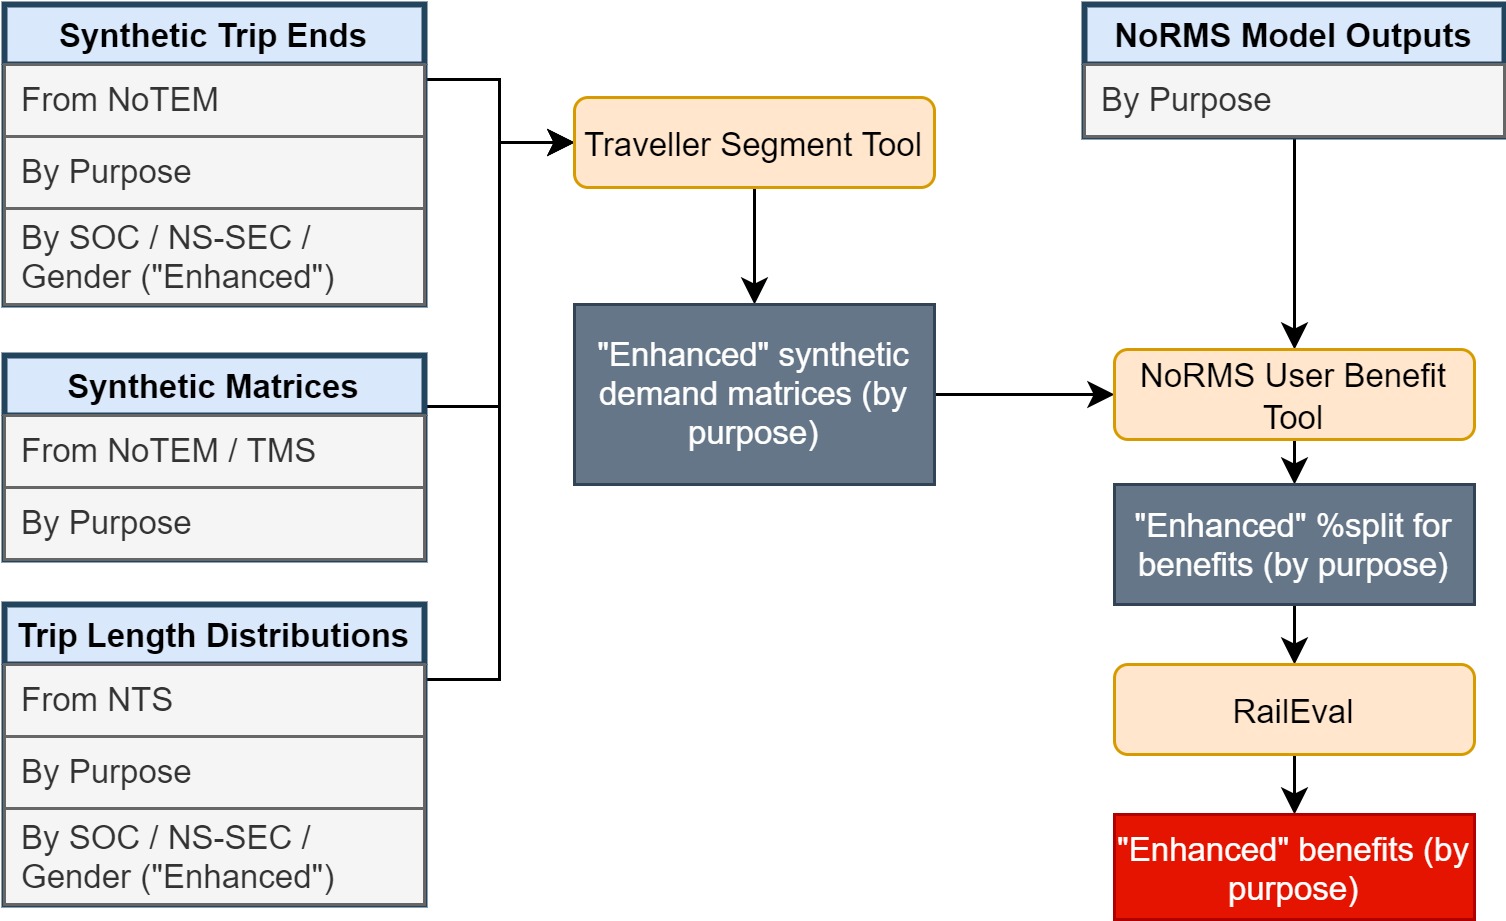 Synthetic Trip Ends
From NoTEM
By Purpose
By SOC / NS-SEC /
Gender ("Enhanced")
Synthetic Matrices
From NoTEM / TMS
By Purpose
Trip Length Distributions
From NTS
By Purpose
By SOC / NS-SEC /
Gender ("Enhanced")
Traveller Segment Tool
"Enhanced" synthetic
demand matrices (by
purpose)
NoRMS Model Outputs
By Purpose
NoRMS User Benefit
Tool
"Enhanced" %split for
benefits (by purpose)
RailEval
"Enhanced" benefits (by
purpose)